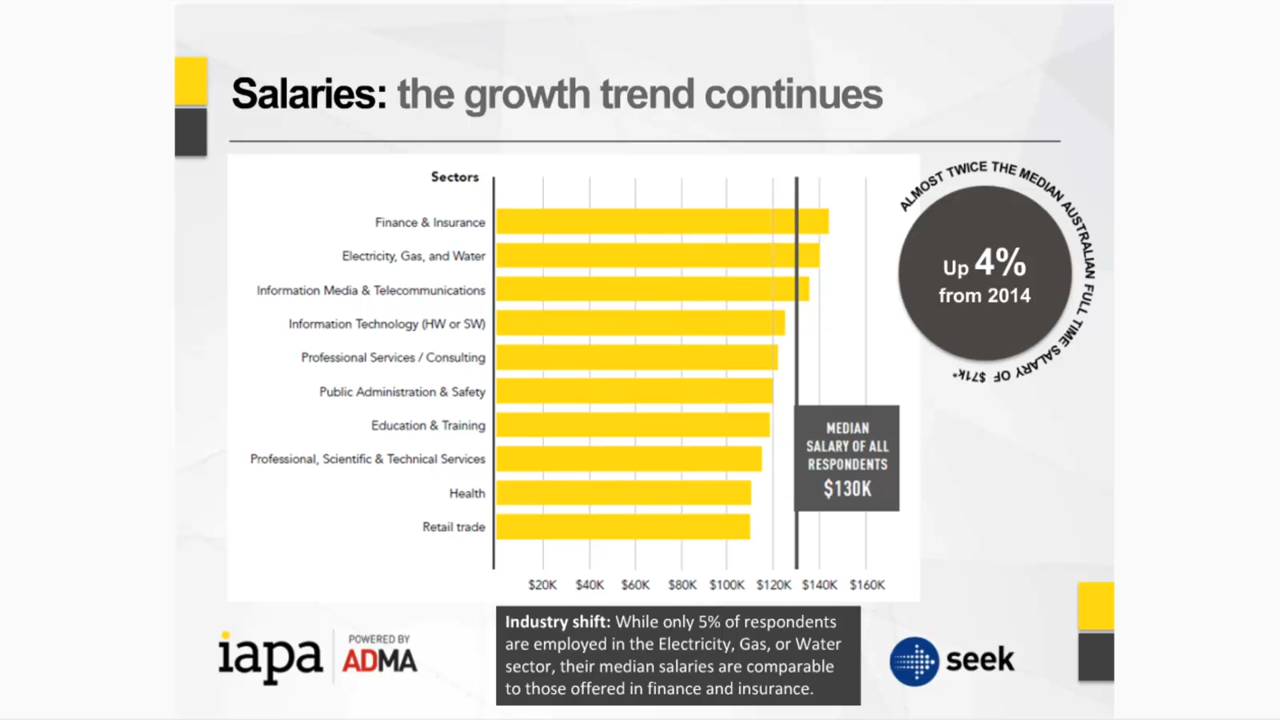 Salaries: the growth trend continues
Sectors
Finance & Insurance
Electricity, Gas, and Water
Information Media & Telecommunications
Information Technology (HW or SW)
Professional Services / Consulting
Public Administration & Safety
Education & Training
Professional, Scientific & Technical Services
Health
Retail trade
$20K $40K $60K $80K $100K $120K $140K $160K
MEDIAN
SALARY OF ALL
RESPONDENTS
$130K
ALMOST TWICE THE MEDIAN AUSTRALIAN FULL TIME SALARY OF $71K*
Up 4%
from 2014
Industry shift: While only 5% of respondents
are employed in the Electricity, Gas, or Water
sector, their median salaries are comparable
to those offered in finance and insurance.
iapa
POWERED BY
ADMA
seek